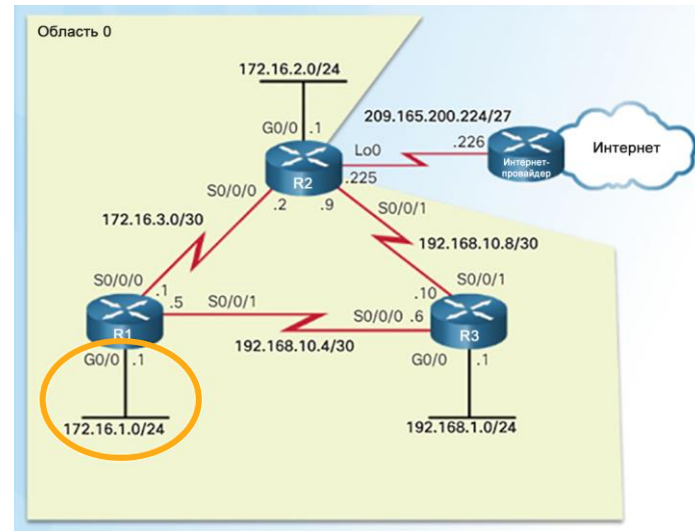 Область 0
172.16.2.0/24
209.165.200.224/27
G0/0 .1
Lo0
.226
Интернет
Интернет-
провайдер
R2
.225
S0/0/0
.2
.9
S0/0/1
172.16.3.0/30
192.168.10.8/30
S0/0/0
.1
S0/0/1
.5
S0/0/1
.10
S0/0/0 .6
R1
R3
192.168.10.4/30
G0/0 .1
G0/0 .1
172.16.1.0/24
192.168.1.0/24